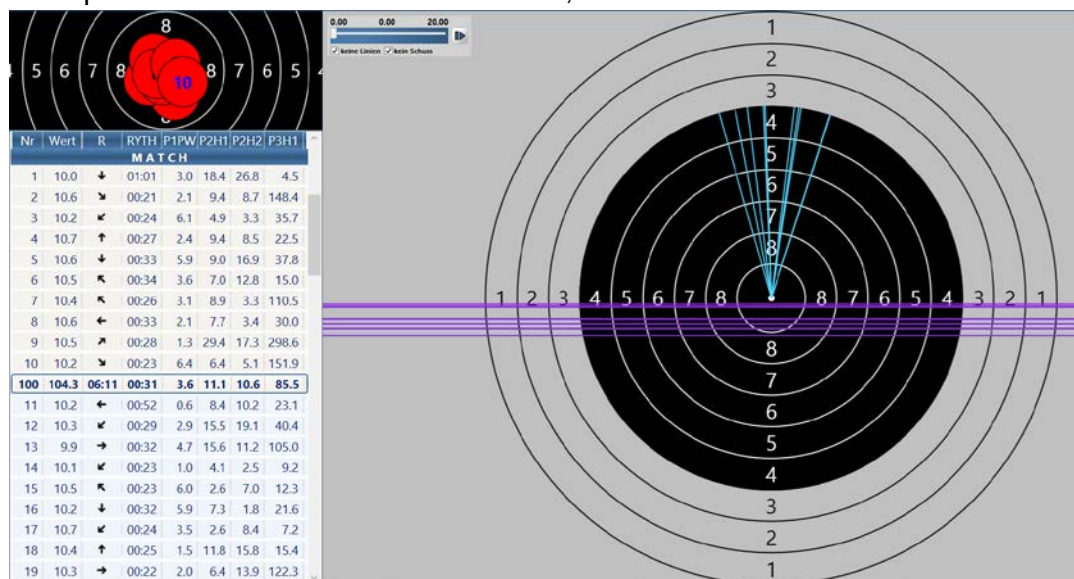 8
5 6 7 8 10 8 7 6 5
Nr Wert R RYTH P1PW P2H1 P2H2 P3H1
MATCH
1 10.0 ↓ 01:01 3.0 18.4 26.8 4.5
2 10.6 ↘ 00:21 2.1 9.4 8.7 148.4
3 10.2 ↙ 00:24 6.1 4.9 3.3 35.7
4 10.7 ↑ 00:27 2.4 9.4 8.5 22.5
5 10.6 ↓ 00:33 5.9 9.0 16.9 37.8
6 10.5 ↖ 00:34 3.6 7.0 12.8 15.0
7 10.4 ↖ 00:26 3.1 8.9 3.3 110.5
8 10.6 ← 00:33 2.1 7.7 3.4 30.0
9 10.5 ↗ 00:28 1.3 29.4 17.3 298.6
10 10.2 ↘ 00:23 6.4 6.4 5.1 151.9
100 104.3 06:11 00:31 3.6 11.1 10.6 85.5
11 10.2 ← 00:52 0.6 8.4 10.2 23.1
12 10.3 ↙ 00:29 2.9 15.5 19.1 40.4
13 9.9 → 00:32 4.7 15.6 11.2 105.0
14 10.1 ↙ 00:23 1.0 4.1 2.5 9.2
15 10.5 ↖ 00:23 6.0 2.6 7.0 12.3
16 10.2 ↓ 00:32 5.9 7.3 1.8 21.6
17 10.7 ↙ 00:24 3.5 2.6 8.4 7.2
18 10.4 ↑ 00:25 1.5 11.8 15.8 15.4
19 10.3 → 00:22 2.0 6.4 13.9 122.3
0.00 0.00 20.00
keine Linien kein Schuss
1
2
3
4
5
6
7
8
1 2 3 4 5 6 7 8 8 7 6 5 4 3 2 1
8
7
6
5
4
3
2
1